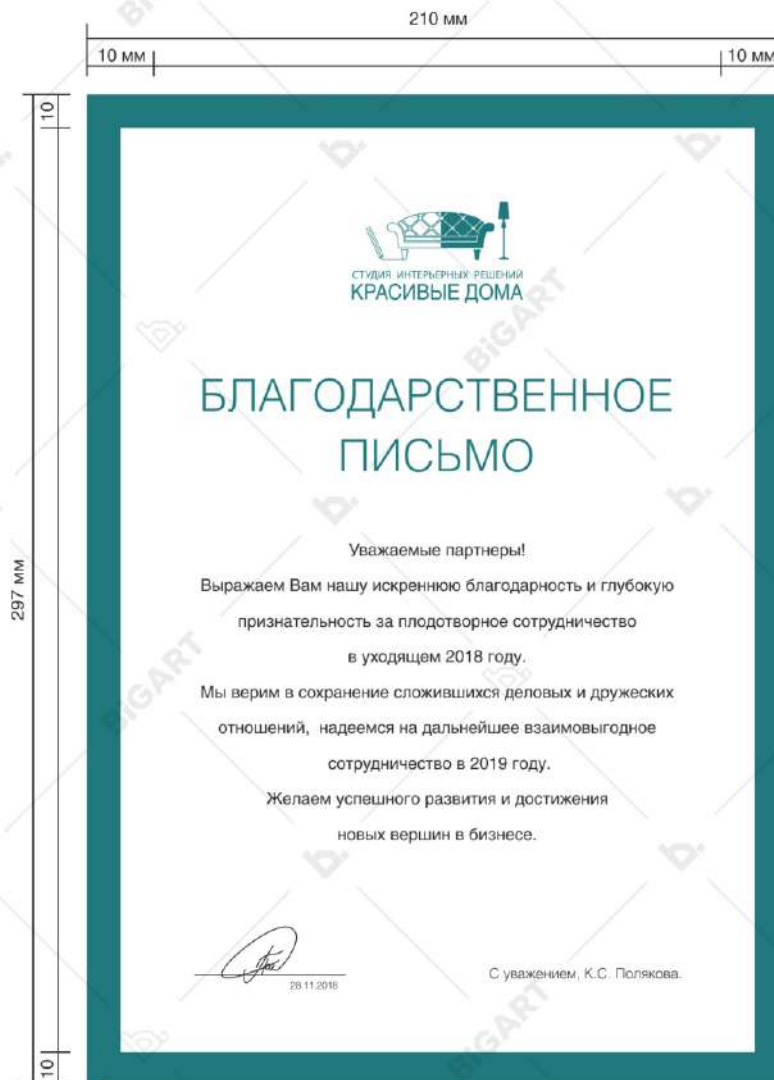 210 мм
10 мм
10 мм
10
СТУДИЯ ИНТЕРЬЕРНЫХ РЕШЕНИЙ
КРАСИВЫЕ ДОМА
BiGART
БЛАГОДАРСТВЕННОЕ
ПИСЬМО
Уважаемые партнеры!
297 мм
Выражаем Вам нашу искреннюю благодарность и глубокую
признательность за плодотворное сотрудничество
в уходящем 2018 году.
BiGART
Мы верим в сохранение сложившихся деловых и дружеских
отношений, надеемся на дальнейшее взаимовыгодное
сотрудничество в 2019 году.
Желаем успешного развития и достижения
новых вершин в бизнесе.
28.11.2018
С уважением, К.С. Полякова.
BiGART
10